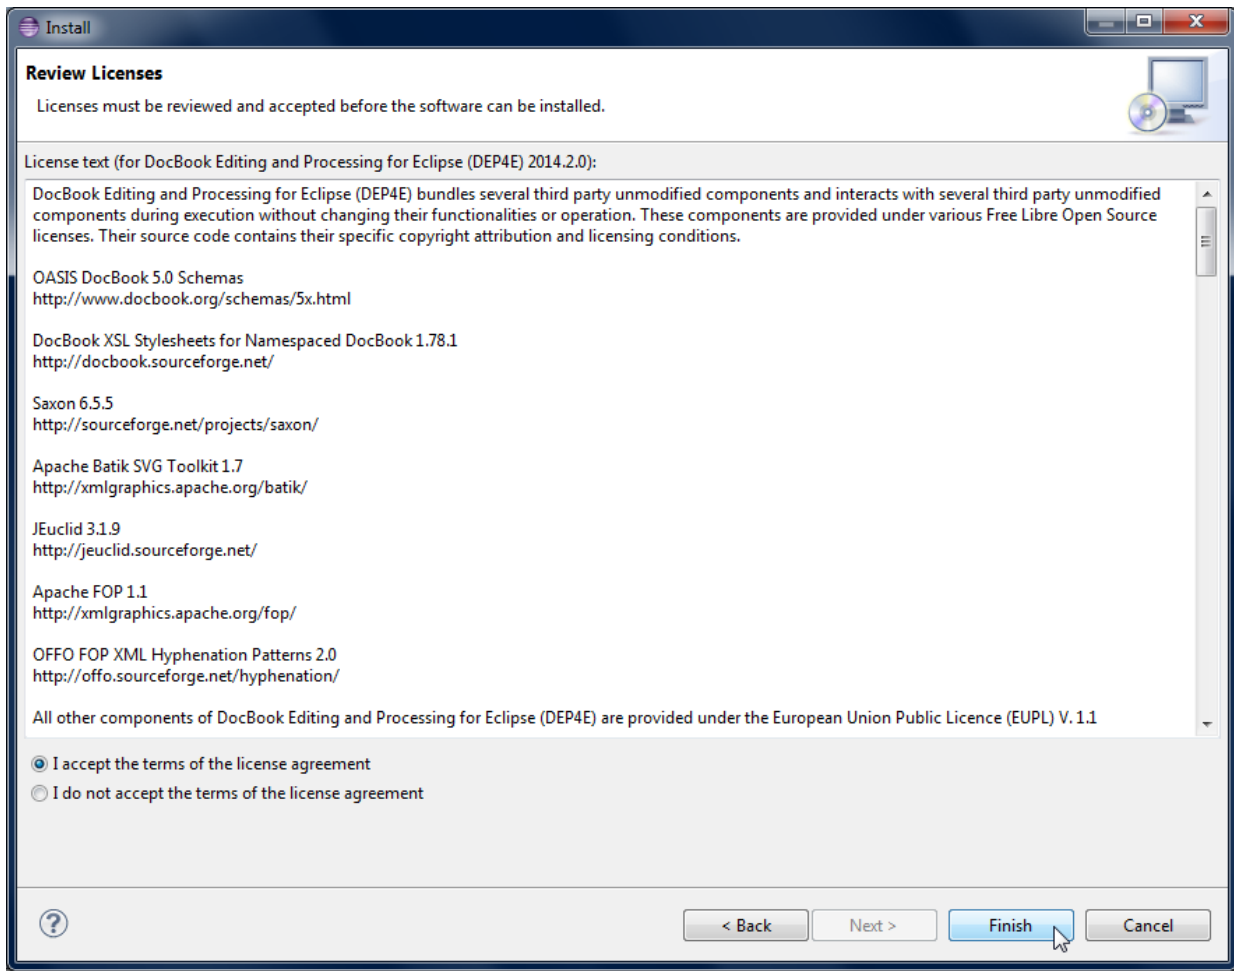 Install
Review Licenses
Licenses must be reviewed and accepted before the software can be installed.
License text (for DocBook Editing and Processing for Eclipse (DEP4E) 2014.2.0):
DocBook Editing and Processing for Eclipse (DEP4E) bundles several third party unmodified components and interacts with several third party unmodified
components during execution without changing their functionalities or operation. These components are provided under various Free Libre Open Source
licenses. Their source code contains their specific copyright attribution and licensing conditions.
OASIS DocBook 5.0 Schemas
http://www.docbook.org/schemas/5x.html
DocBook XSL Stylesheets for Namespaced DocBook 1.78.1
http://docbook.sourceforge.net/
Saxon 6.5.5
http://sourceforge.net/projects/saxon/
Apache Batik SVG Toolkit 1.7
http://xmlgraphics.apache.org/batik/
JEuclid 3.1.9
http://jeuclid.sourceforge.net/
Apache FOP 1.1
http://xmlgraphics.apache.org/fop/
OFFO FOP XML Hyphenation Patterns 2.0
http://offo.sourceforge.net/hyphenation/
All other components of DocBook Editing and Processing for Eclipse (DEP4E) are provided under the European Union Public Licence (EUPL) V. 1.1
I accept the terms of the license agreement
I do not accept the terms of the license agreement
? < Back Next > Finish Cancel